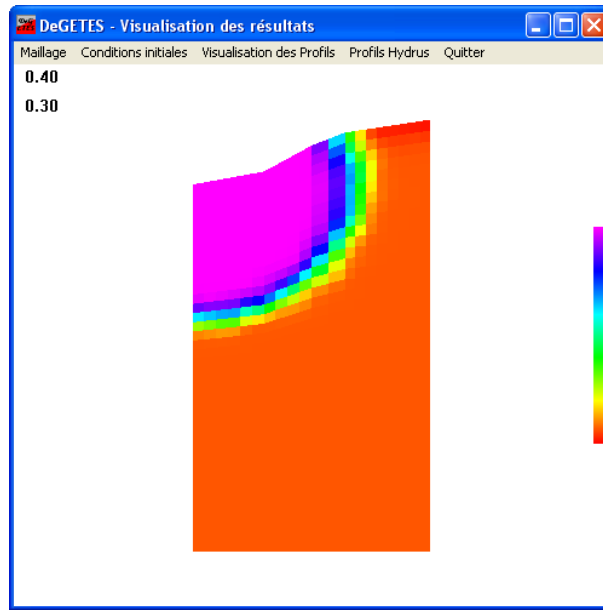 DeGETES - Visualisation des résultats
Maillage Conditions initiales Visualisation des Profils Profils Hydrus Quitter
0.40
0.30